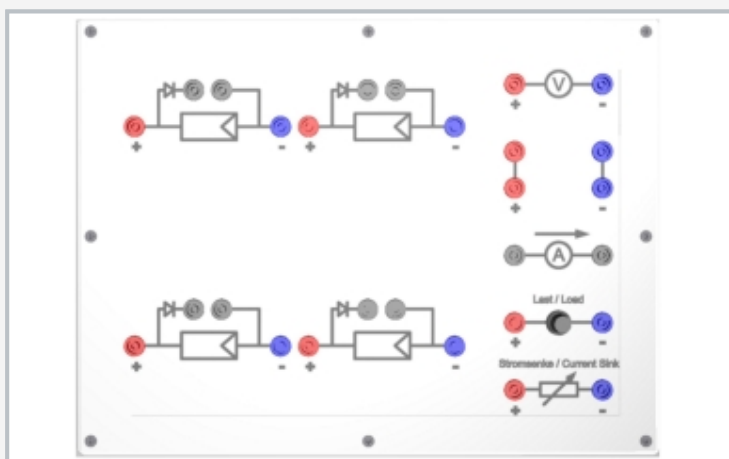 V
+ -
+ - + -
+ -
A
Last / Load
+ -
+ - + -
Stromsenke / Current Sink
+ -